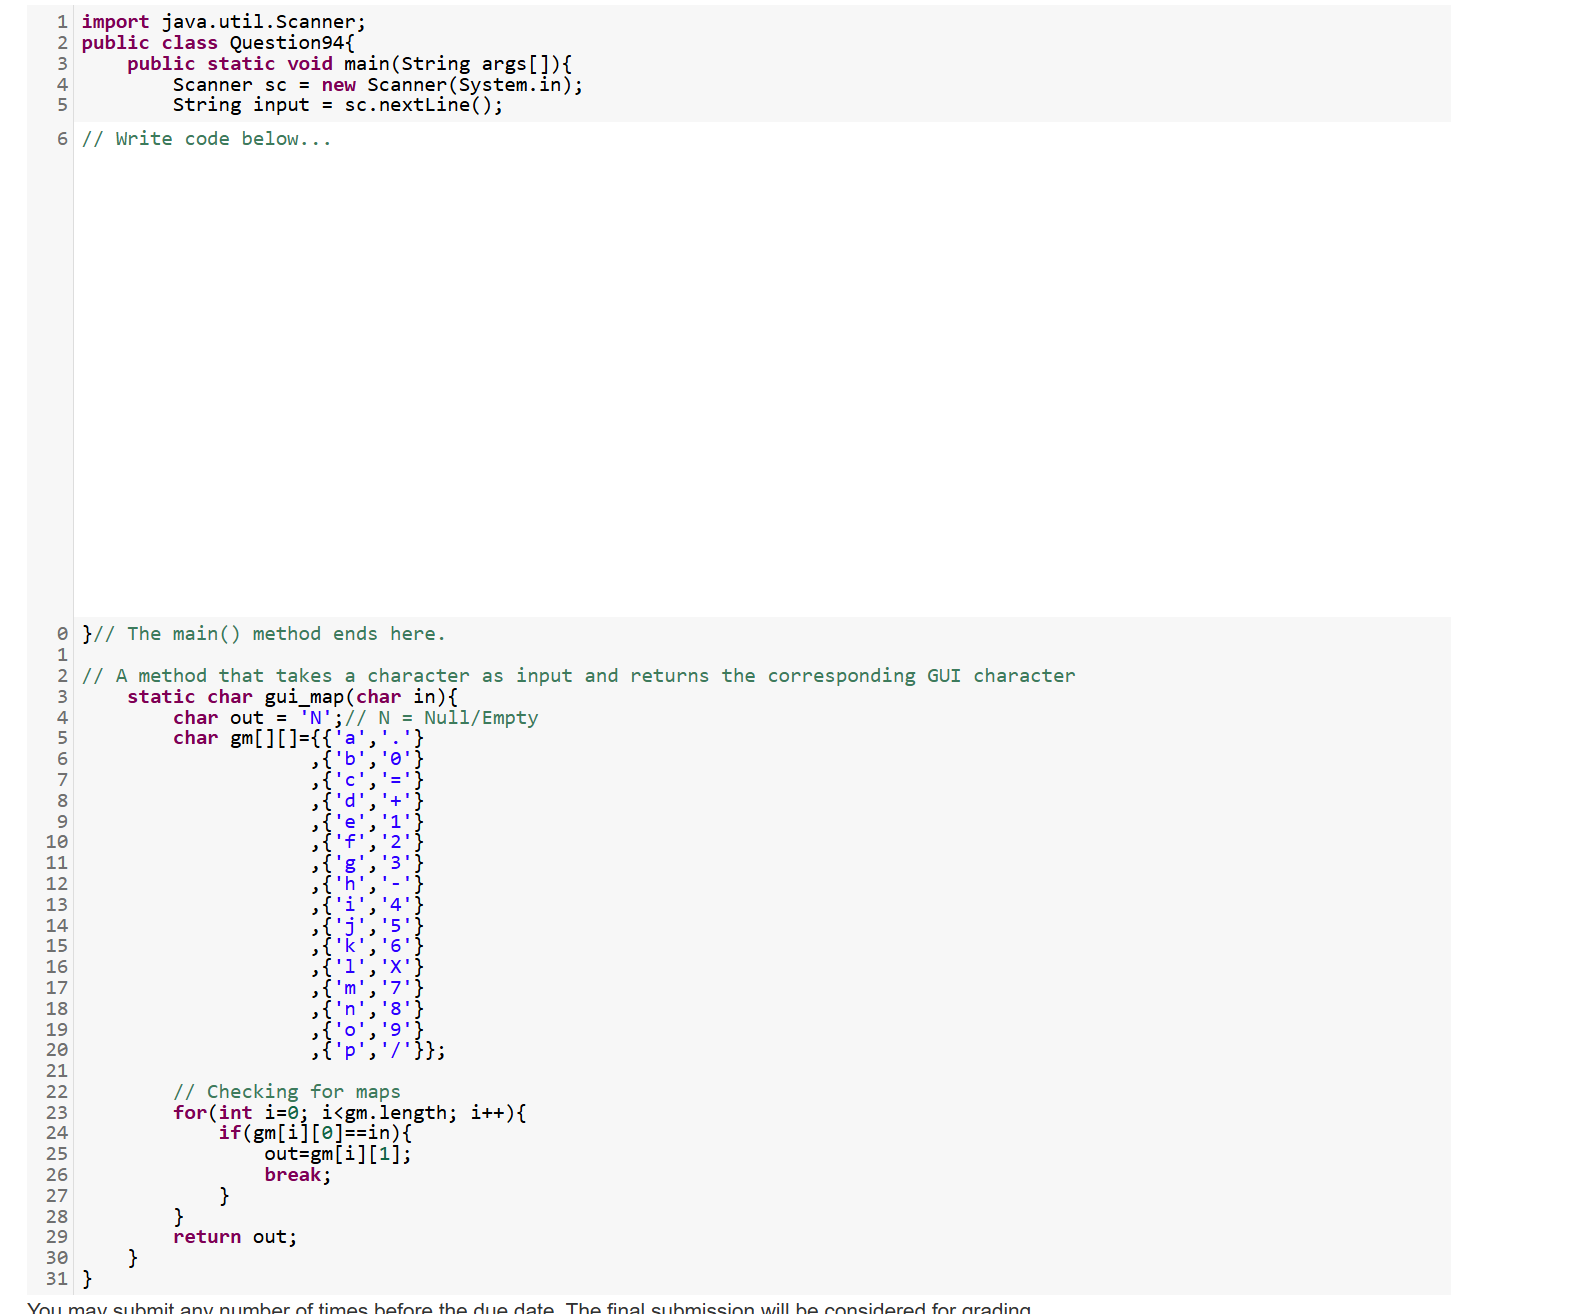 1 import java.util.Scanner;
2 public class Question94{
3     public static void main(String args[]){
4         Scanner sc = new Scanner(System.in);
5         String input = sc.nextLine();
6 // Write code below...
0 }// The main() method ends here.
1
2 // A method that takes a character as input and returns the corresponding GUI character
3     static char gui_map(char in){
4         char out = 'N';// N = Null/Empty
5         char gm[][]={{'a','.'}
6                     ,{'b','0'}
7                     ,{'c','='}
8                     ,{'d','+'}
9                     ,{'e','1'}
10                     ,{'f','2'}
11                     ,{'g','3'}
12                     ,{'h','-'}
13                     ,{'i','4'}
14                     ,{'j','5'}
15                     ,{'k','6'}
16                     ,{'l','X'}
17                     ,{'m','7'}
18                     ,{'n','8'}
19                     ,{'o','9'}
20                     ,{'p','/'}};
21
22         // Checking for maps
23         for(int i=0; i<gm.length; i++){
24             if(gm[i][0]==in){
25                 out=gm[i][1];
26                 break;
27             }
28         }
29         return out;
30     }
31 }
You may submit any number of times before the due date. The final submission will be considered for grading.